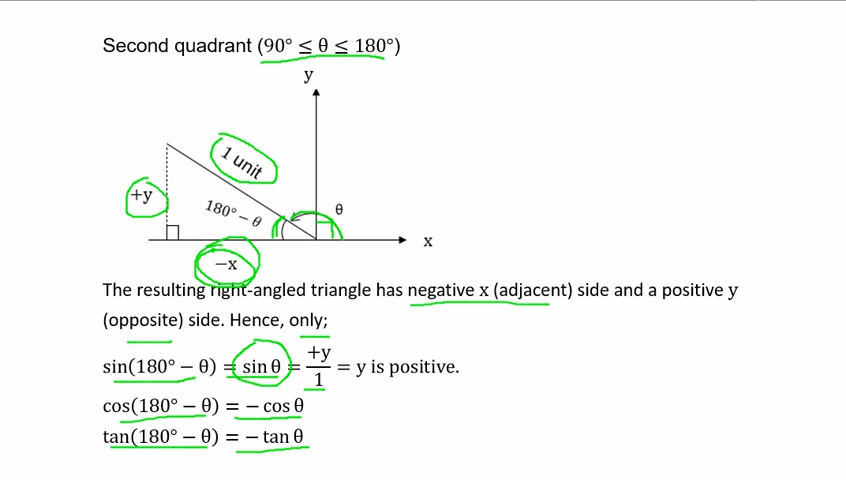 Second quadrant (90° ≤ θ ≤ 180°)
y
1 unit
+y
180° − θ
θ
x
−x
The resulting right-angled triangle has negative x (adjacent) side and a positive y
(opposite) side. Hence, only;
sin(180° − θ) = sin θ = +y/1 = y is positive.
cos(180° − θ) = − cos θ
tan(180° − θ) = − tan θ